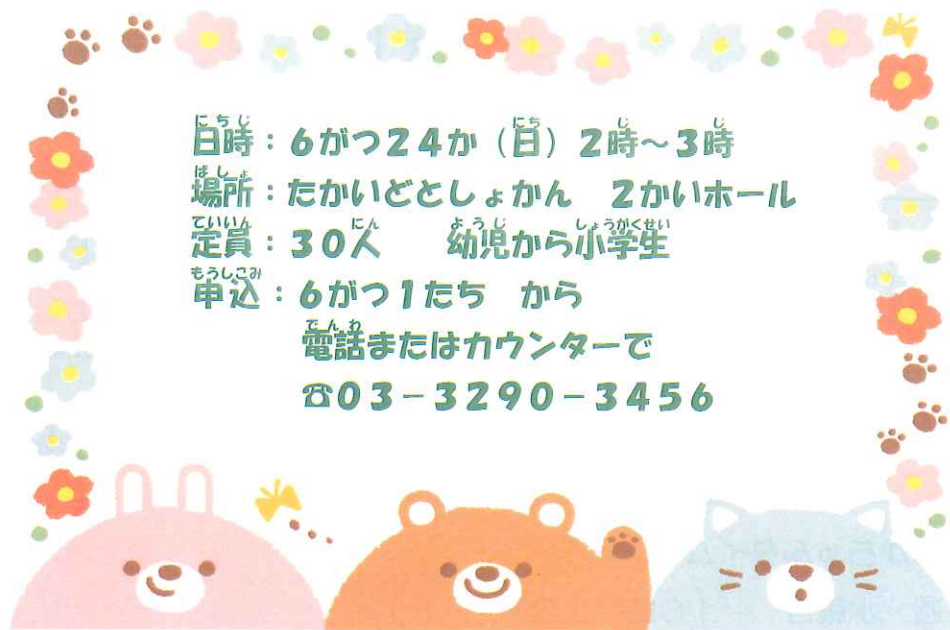 日時：6がつ24か（日）2時～3時
場所：たかいどとしょかん　2かいホール
定員：30人　　幼児から小学生
申込：6がつ1たち　から
電話またはカウンターで
☎03－3290－3456